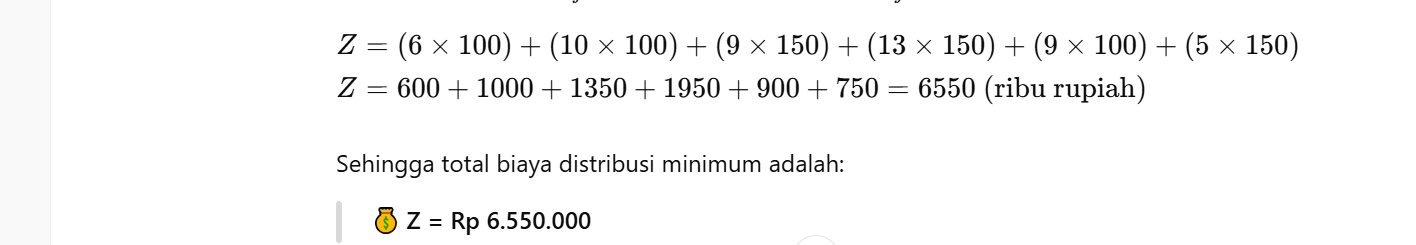 Z = (6 × 100) + (10 × 100) + (9 × 150) + (13 × 150) + (9 × 100) + (5 × 150)
Z = 600 + 1000 + 1350 + 1950 + 900 + 750 = 6550 (ribu rupiah)
Sehingga total biaya distribusi minimum adalah:
💰 Z = Rp 6.550.000